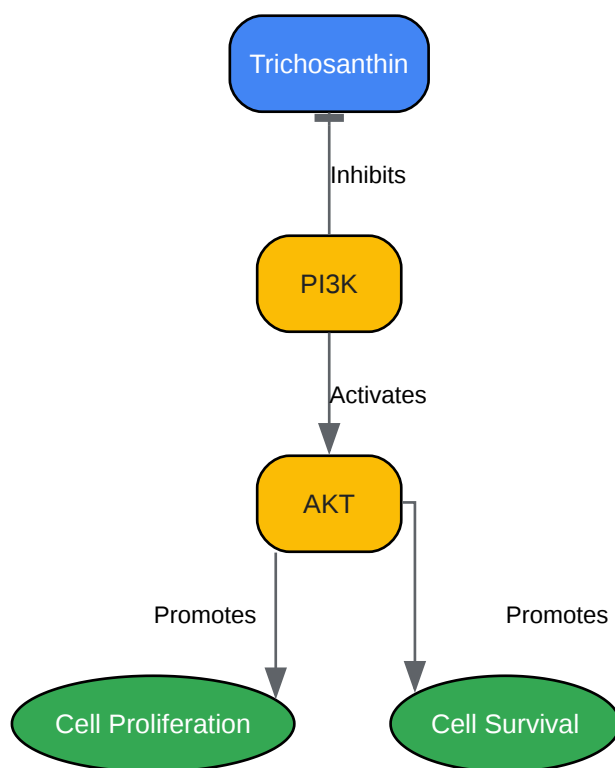 Trichosanthin
Inhibits
PI3K
Activates
AKT
Promotes
Promotes
Cell Proliferation
Cell Survival